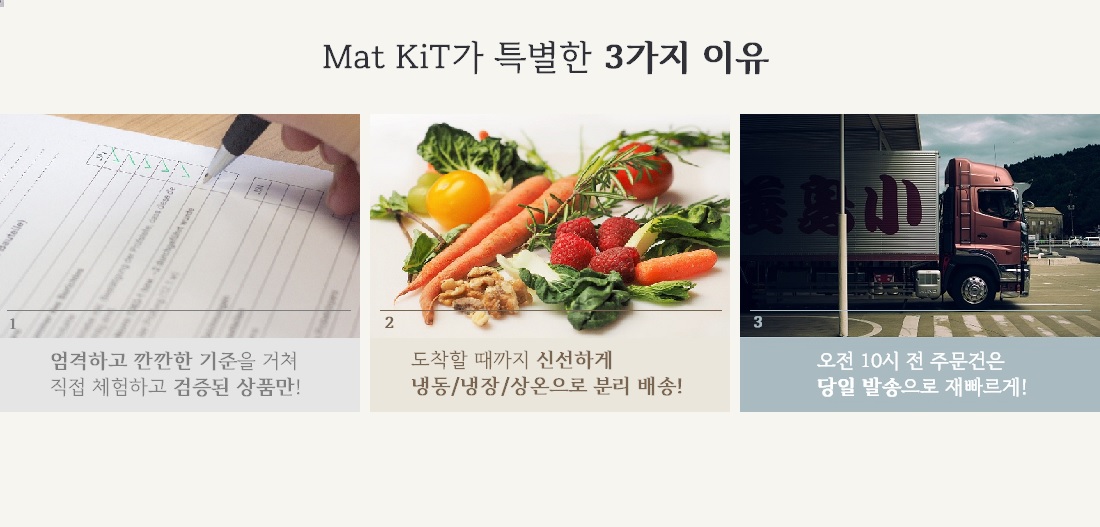 Mat KiT가 특별한 3가지 이유
1
엄격하고 깐깐한 기준을 거쳐
직접 체험하고 검증된 상품만!
2
도착할 때까지 신선하게
냉동/냉장/상온으로 분리 배송!
3
오전 10시 전 주문건은
당일 발송으로 재빠르게!